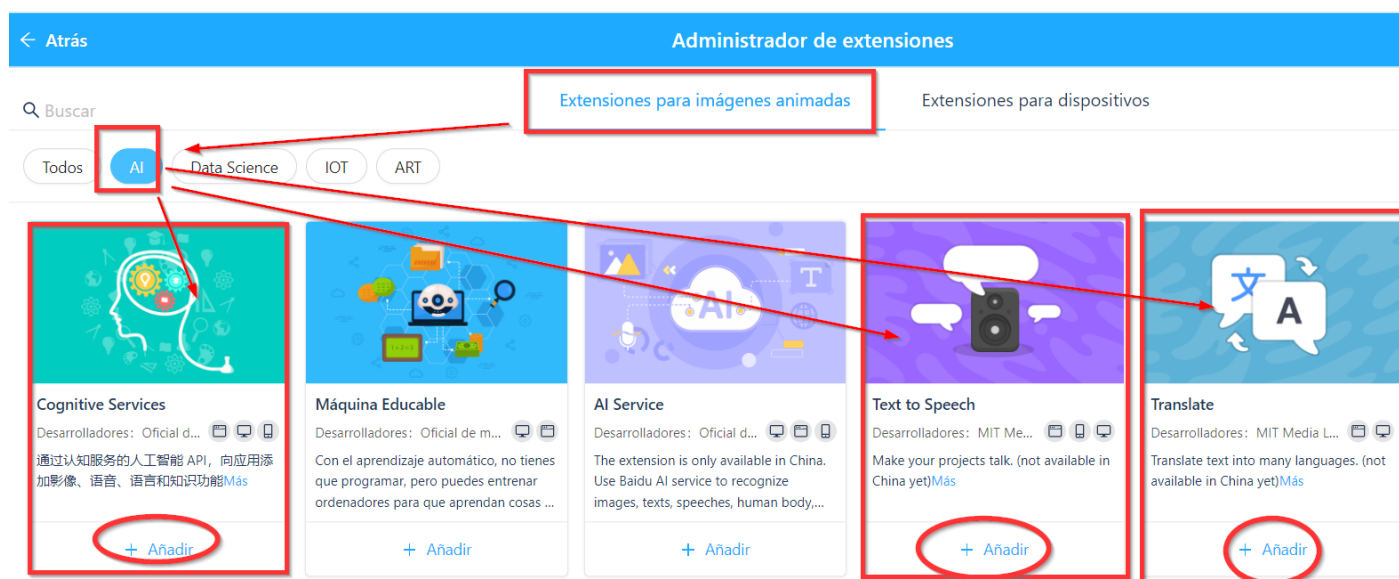 ← Atrás
Administrador de extensiones
Buscar
Extensiones para imágenes animadas
Extensiones para dispositivos
Todos
AI
Data Science
IOT
ART
文
A
AI
T
1+2=3
Cognitive Services
Desarrolladores: Oficial d...
通过认知服务的人工智能 API，向应用添
加影像、语音、语言和知识功能Más
+ Añadir
Máquina Educable
Desarrolladores: Oficial de m...
Con el aprendizaje automático, no tienes
que programar, pero puedes entrenar
ordenadores para que aprendan cosas ...
+ Añadir
AI Service
Desarrolladores: Oficial d...
The extension is only available in China.
Use Baidu AI service to recognize
images, texts, speeches, human body,...
+ Añadir
Text to Speech
Desarrolladores: MIT Me...
Make your projects talk. (not available in
China yet)Más
+ Añadir
Translate
Desarrolladores: MIT Media L...
Translate text into many languages. (not
available in China yet)Más
+ Añadir